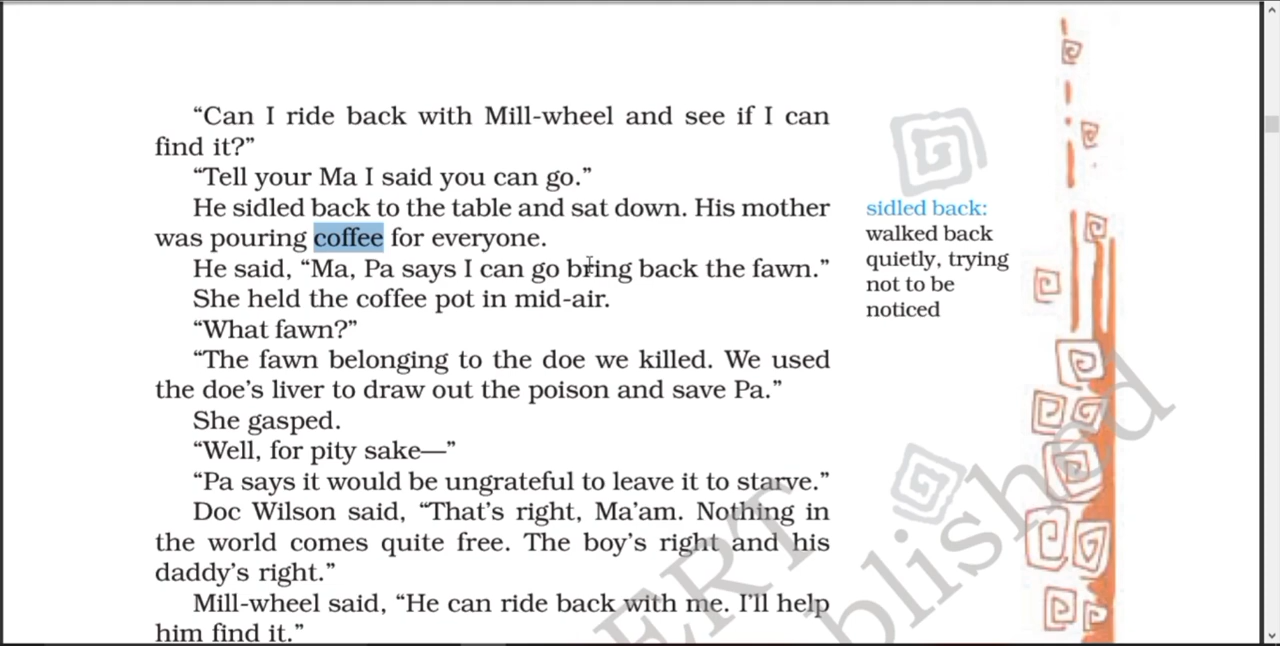 “Can I ride back with Mill-wheel and see if I can
find it?”
“Tell your Ma I said you can go.”
He sidled back to the table and sat down. His mother
was pouring coffee for everyone.
He said, “Ma, Pa says I can go bring back the fawn.”
She held the coffee pot in mid-air.
“What fawn?”
“The fawn belonging to the doe we killed. We used
the doe’s liver to draw out the poison and save Pa.”
She gasped.
“Well, for pity sake—”
“Pa says it would be ungrateful to leave it to starve.”
Doc Wilson said, “That’s right, Ma’am. Nothing in
the world comes quite free. The boy’s right and his
daddy’s right.”
Mill-wheel said, “He can ride back with me. I’ll help
him find it.”
sidled back:
walked back
quietly, trying
not to be
noticed